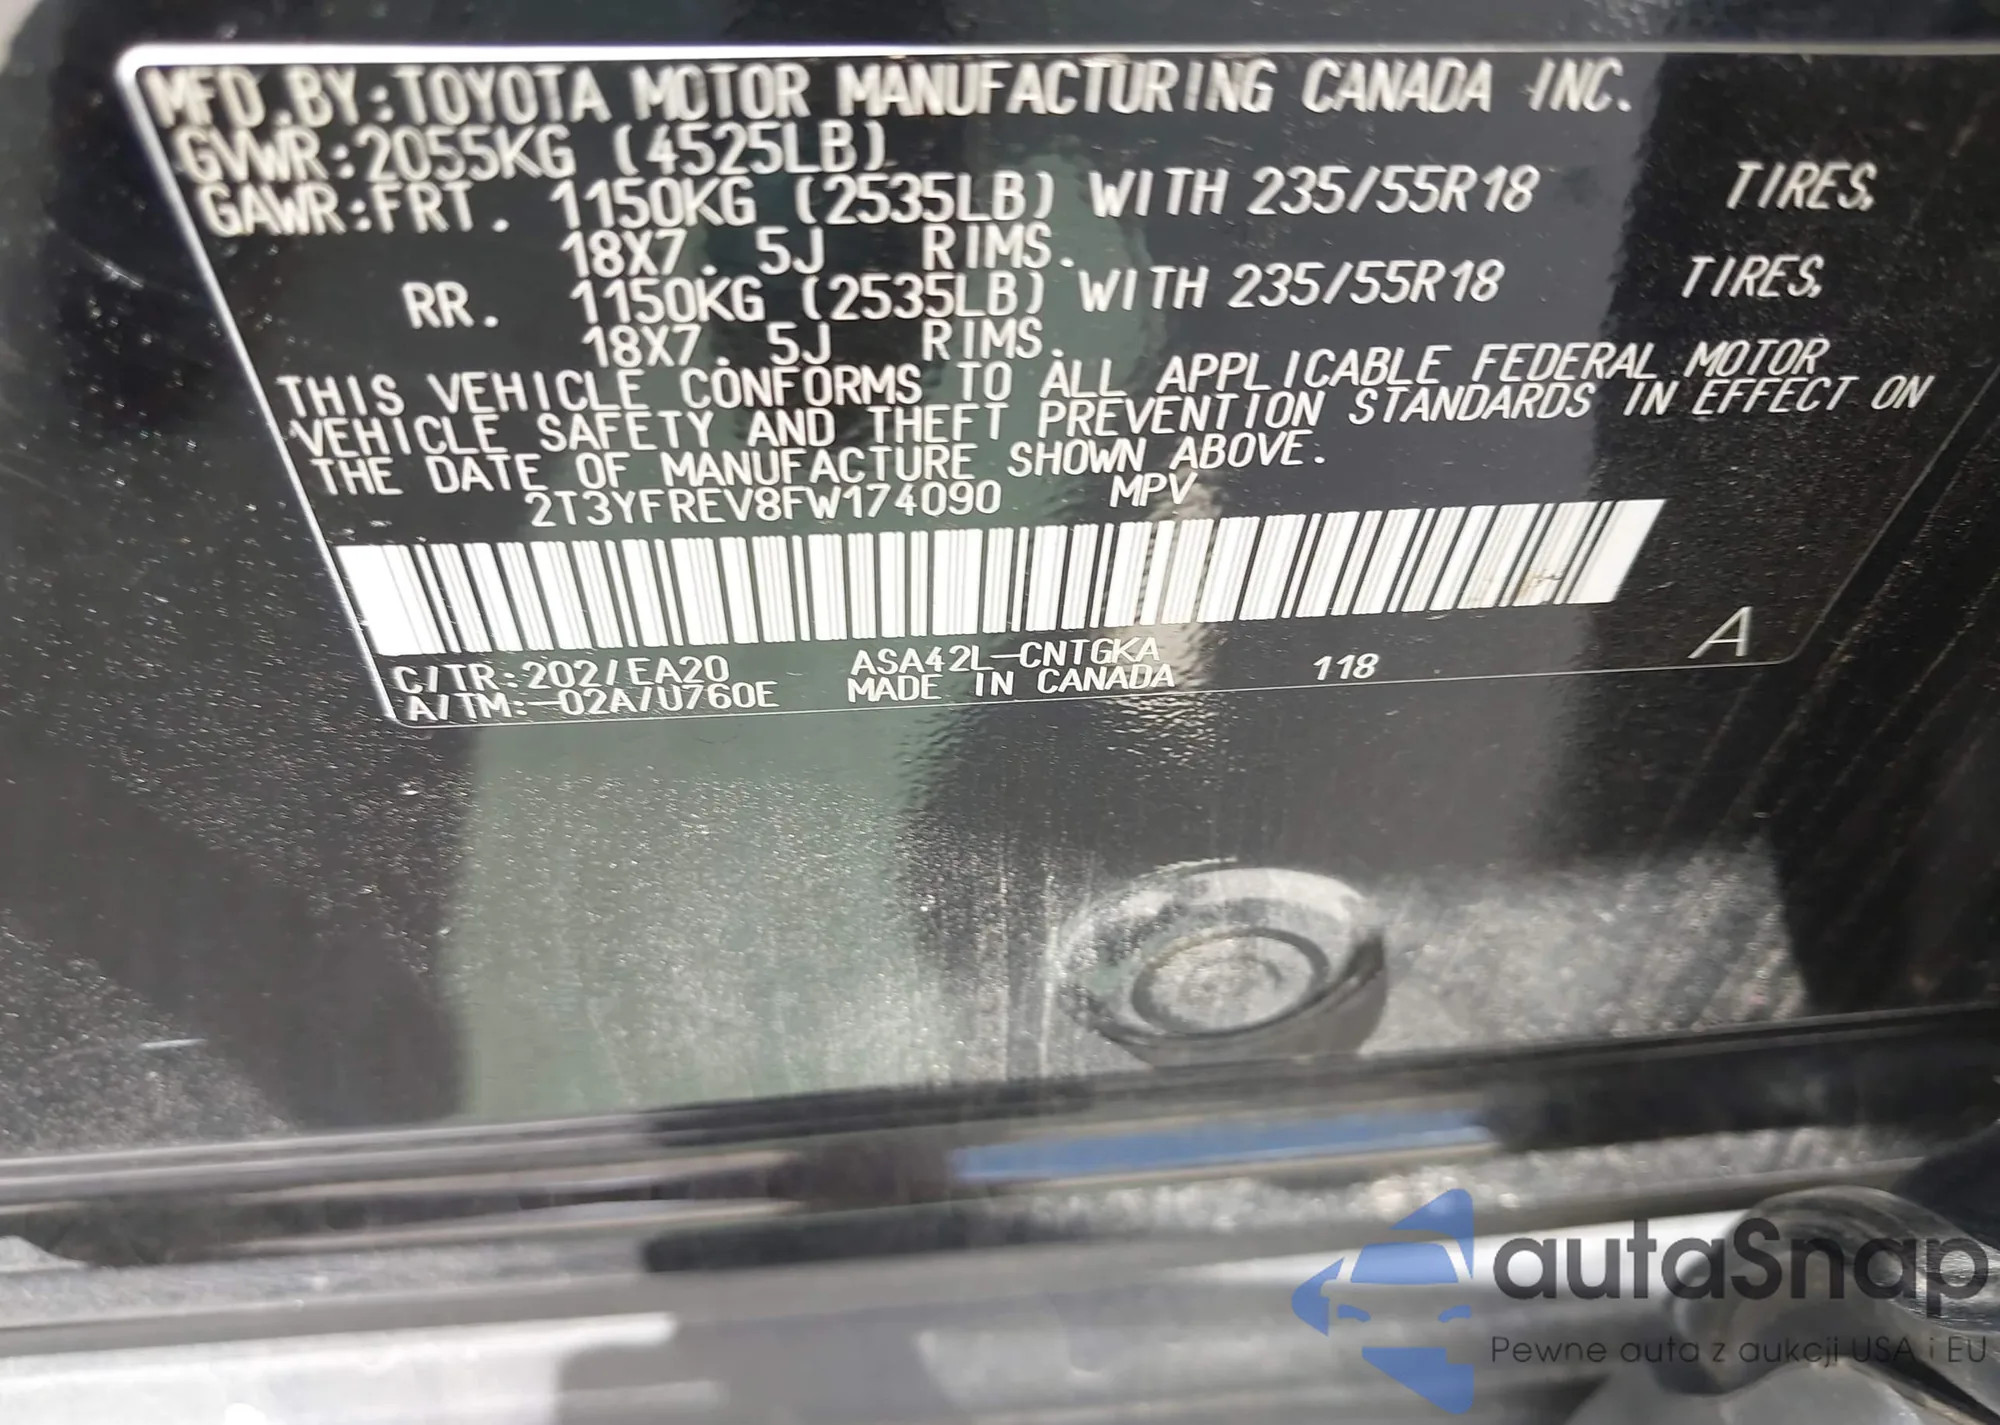 MFD.BY:TOYOTA MOTOR MANUFACTURING CANADA INC.
GVWR:2055KG (4525LB)
GAWR:FRT. 1150KG (2535LB) WITH 235/55R18 TIRES,
18X7.5J RIMS.
RR. 1150KG (2535LB) WITH 235/55R18 TIRES,
18X7.5J RIMS.
THIS VEHICLE CONFORMS TO ALL APPLICABLE FEDERAL MOTOR
VEHICLE SAFETY AND THEFT PREVENTION STANDARDS IN EFFECT ON
THE DATE OF MANUFACTURE SHOWN ABOVE.
2T3YFREV8FW174090 MPV
C/TR:202/EA20 ASA42L-CNTGKA 118 A
A/TM:-02A/U760E MADE IN CANADA
autaSnap
Pewne auta z aukcji USA i EU